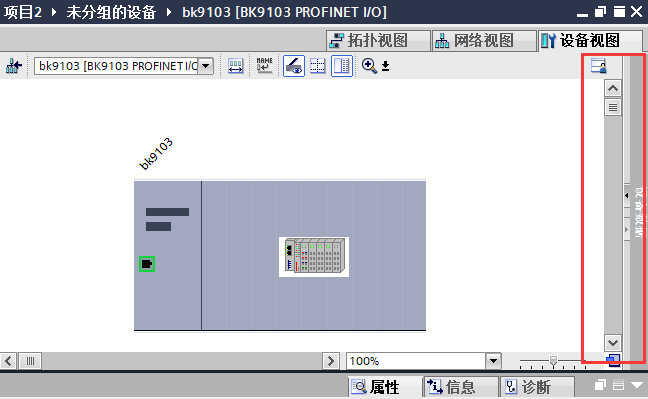 项目2 ▸ 未分组的设备 ▸ bk9103 [BK9103 PROFINET I/O]
拓扑视图 网络视图 设备视图
bk9103 [BK9103 PROFINET I/O
bk9103
100%
属性 信息 诊断